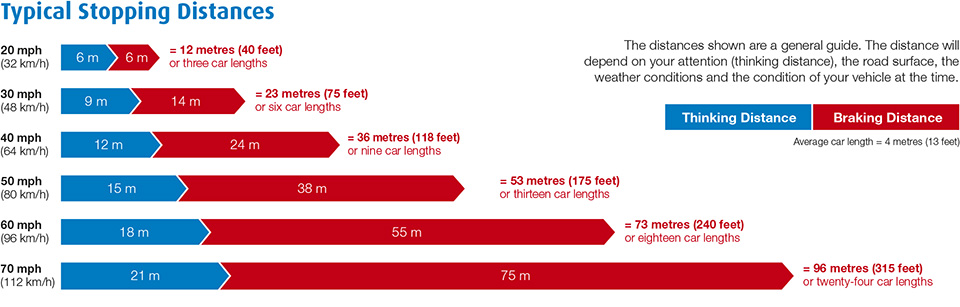 Typical Stopping Distances
The distances shown are a general guide. The distance will
depend on your attention (thinking distance), the road surface, the
weather conditions and the condition of your vehicle at the time.
Thinking Distance Braking Distance
Average car length = 4 metres (13 feet)
20 mph
(32 km/h)
6 m 6 m
= 12 metres (40 feet)
or three car lengths
30 mph
(48 km/h)
9 m 14 m
= 23 metres (75 feet)
or six car lengths
40 mph
(64 km/h)
12 m 24 m
= 36 metres (118 feet)
or nine car lengths
50 mph
(80 km/h)
15 m 38 m
= 53 metres (175 feet)
or thirteen car lengths
60 mph
(96 km/h)
18 m 55 m
= 73 metres (240 feet)
or eighteen car lengths
70 mph
(112 km/h)
21 m 75 m
= 96 metres (315 feet)
or twenty-four car lengths